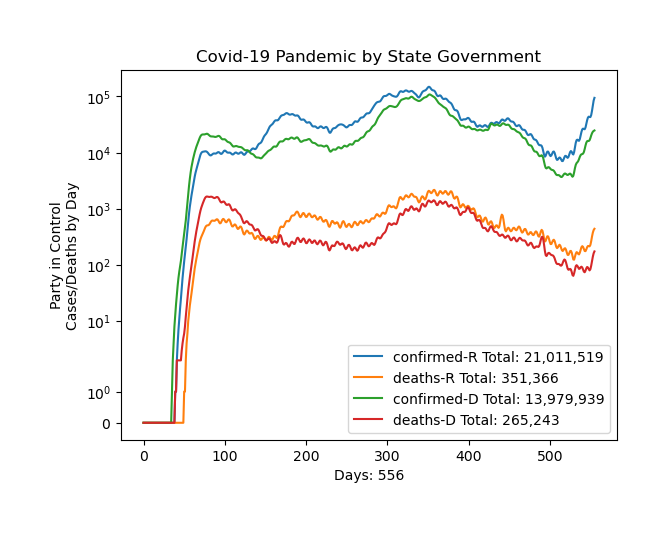 Covid-19 Pandemic by State Government
Party in Control
Cases/Deaths by Day
10^5
10^4
10^3
10^2
10^1
10^0
0
confirmed-R Total: 21,011,519
deaths-R Total: 351,366
confirmed-D Total: 13,979,939
deaths-D Total: 265,243
0 100 200 300 400 500
Days: 556